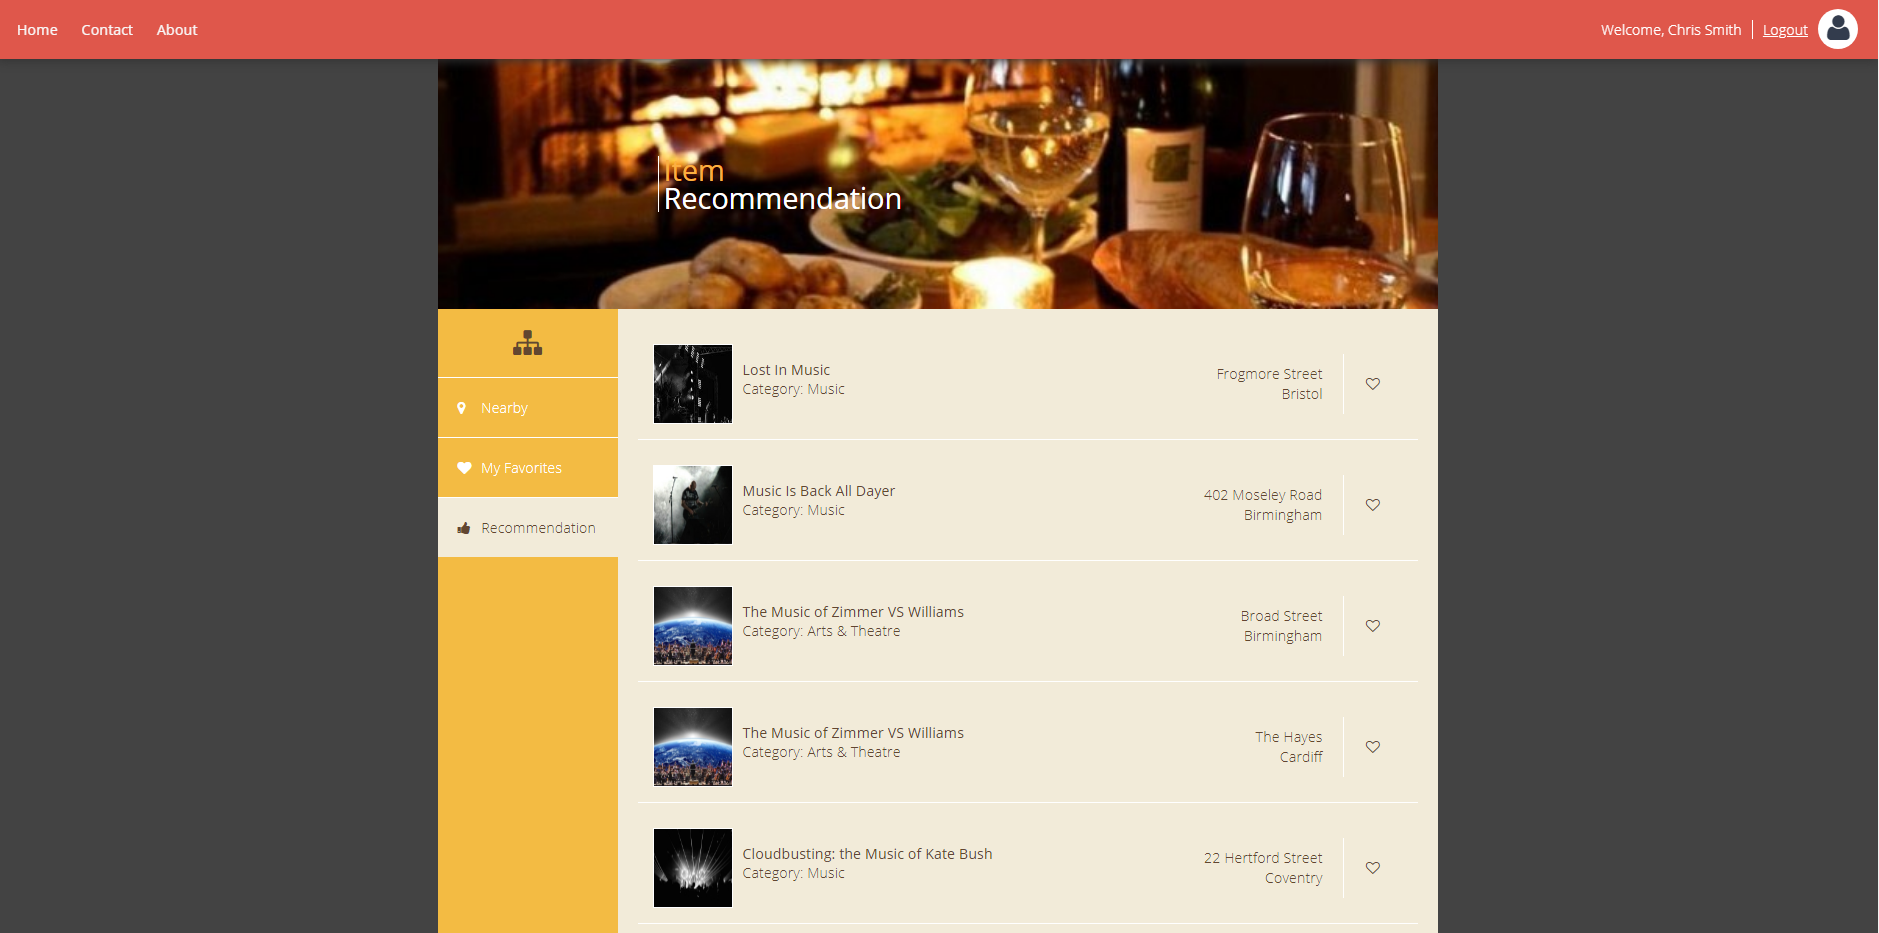 Home Contact About
Welcome, Chris Smith Logout
Item
Recommendation
Nearby
My Favorites
Recommendation
Lost In Music
Category: Music
Frogmore Street
Bristol
Music Is Back All Dayer
Category: Music
402 Moseley Road
Birmingham
The Music of Zimmer VS Williams
Category: Arts & Theatre
Broad Street
Birmingham
The Music of Zimmer VS Williams
Category: Arts & Theatre
The Hayes
Cardiff
Cloudbusting: the Music of Kate Bush
Category: Music
22 Hertford Street
Coventry